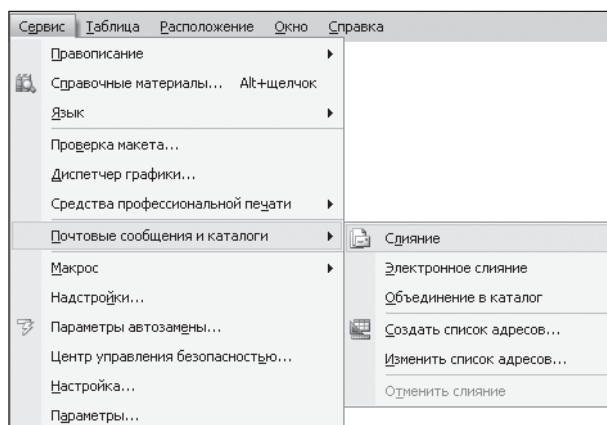 Сервис Таблица Расположение Окно Справка
Правописание
Справочные материалы... Alt+щелчок
Язык
Проверка макета...
Диспетчер графики...
Средства профессиональной печати
Почтовые сообщения и каталоги
Слияние
Электронное слияние
Объединение в каталог
Создать список адресов...
Изменить список адресов...
Отменить слияние
Макрос
Надстройки...
Параметры автозамены...
Центр управления безопасностью...
Настройка...
Параметры...